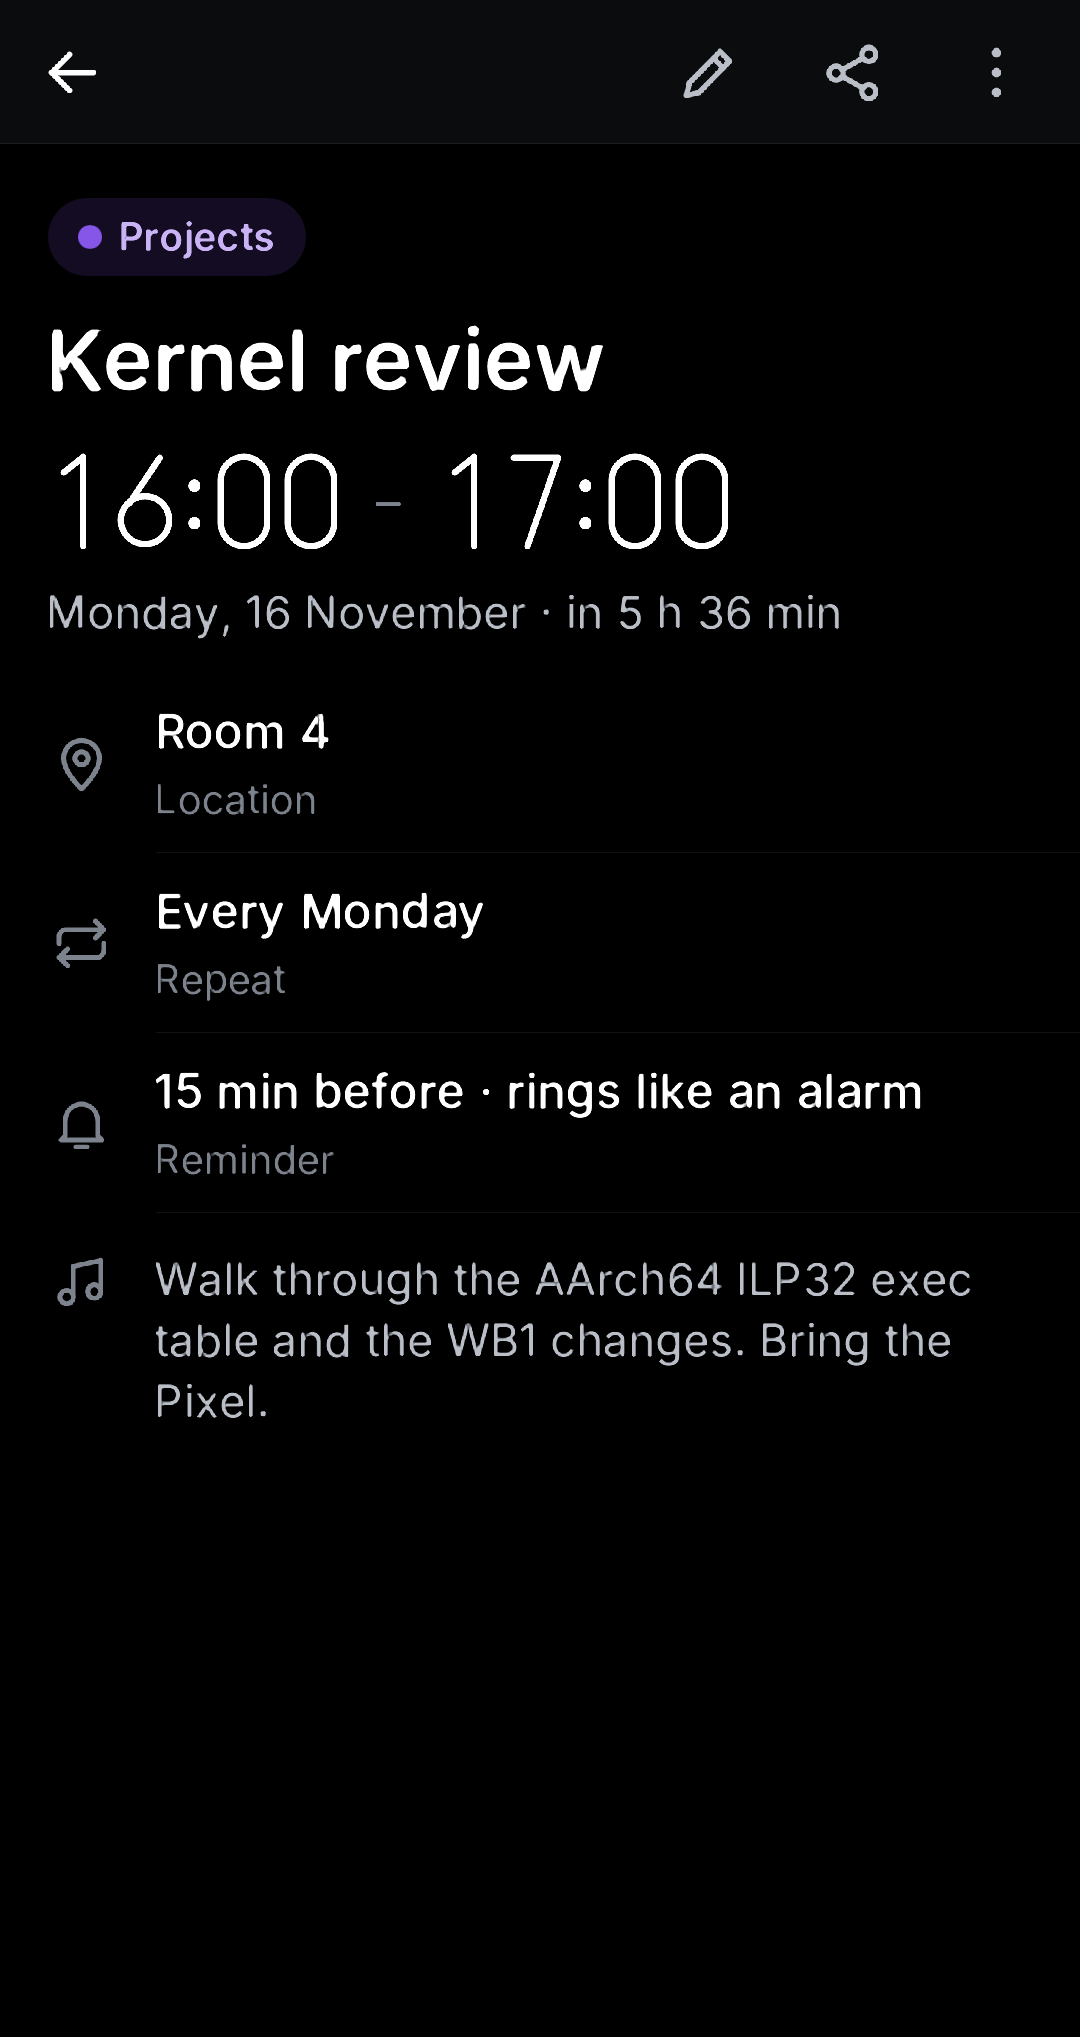 Projects
Kernel review
16:00 - 17:00
Monday, 16 November · in 5 h 36 min
Room 4
Location
Every Monday
Repeat
15 min before · rings like an alarm
Reminder
Walk through the AArch64 ILP32 exec
table and the WB1 changes. Bring the
Pixel.